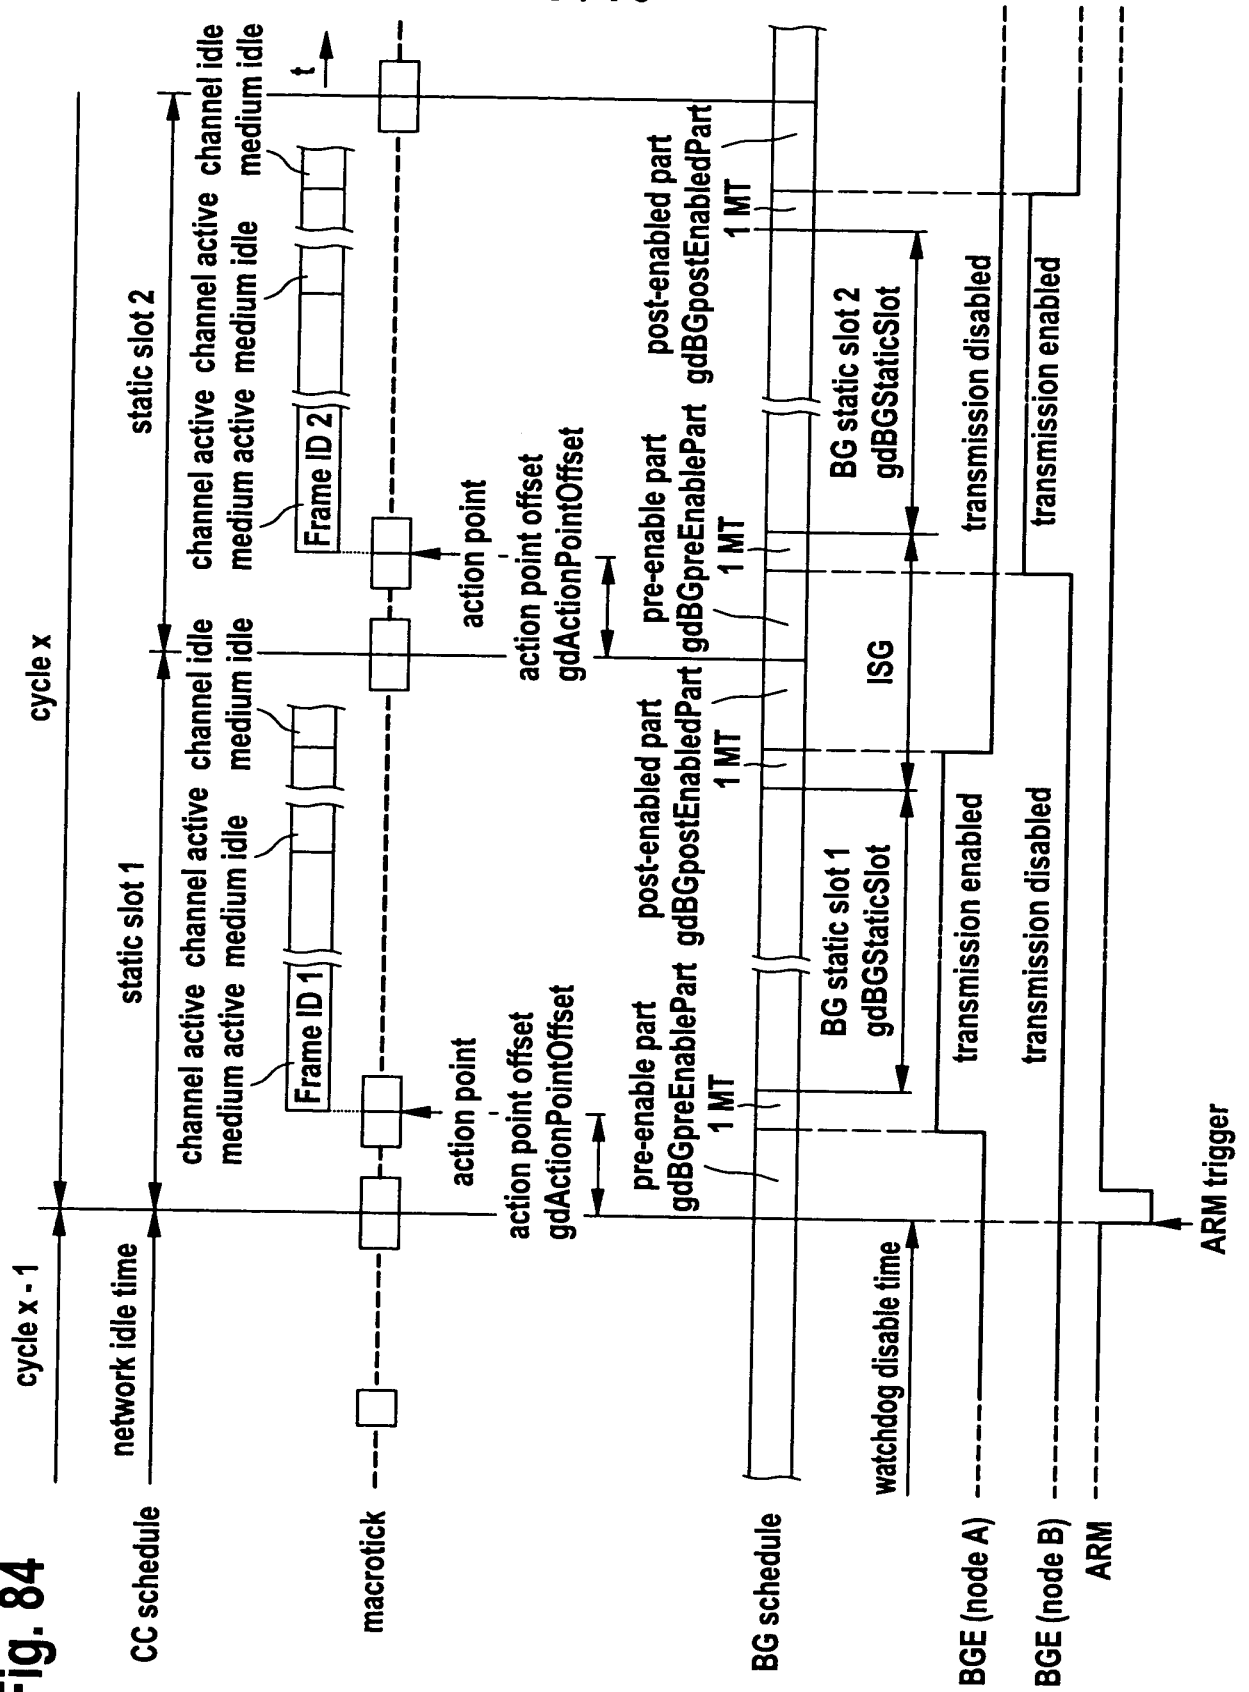 Fig. 84
cycle x - 1
cycle x
CC schedule
network idle time
static slot 1
static slot 2
channel active
medium active
channel active
medium idle
channel idle
medium idle
channel active
medium active
channel active
medium idle
channel idle
medium idle
Frame ID 1
Frame ID 2
t
macrotick
action point
action point offset
gdActionPointOffset
action point
action point offset
gdActionPointOffset
BG schedule
pre-enable part
gdBGpreEnablePart
1 MT
post-enabled part
gdBGpostEnabledPart
1 MT
pre-enable part
gdBGpreEnablePart
1 MT
post-enabled part
gdBGpostEnabledPart
1 MT
watchdog disable time
BG static slot 1
gdBGStaticSlot
ISG
BG static slot 2
gdBGStaticSlot
BGE (node A)
transmission enabled
transmission disabled
BGE (node B)
transmission disabled
transmission enabled
ARM
ARM trigger